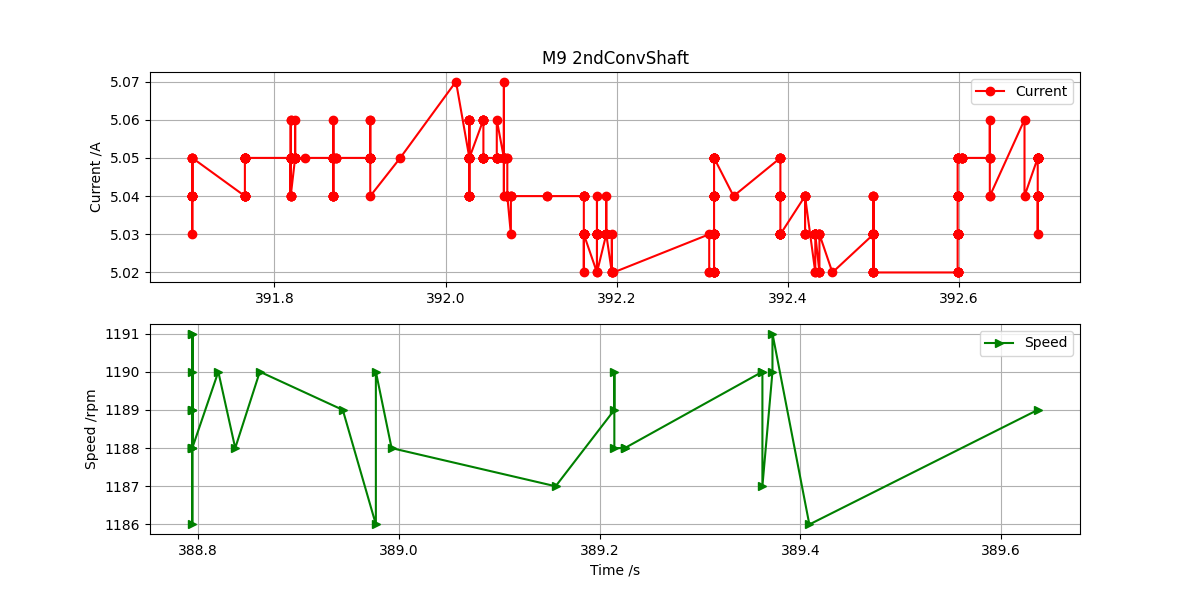 M9 2ndConvShaft
Current /A
5.07
5.06
5.05
5.04
5.03
5.02
Current
391.8 392.0 392.2 392.4 392.6
Speed /rpm
1191
1190
1189
1188
1187
1186
Speed
388.8 389.0 389.2 389.4 389.6
Time /s